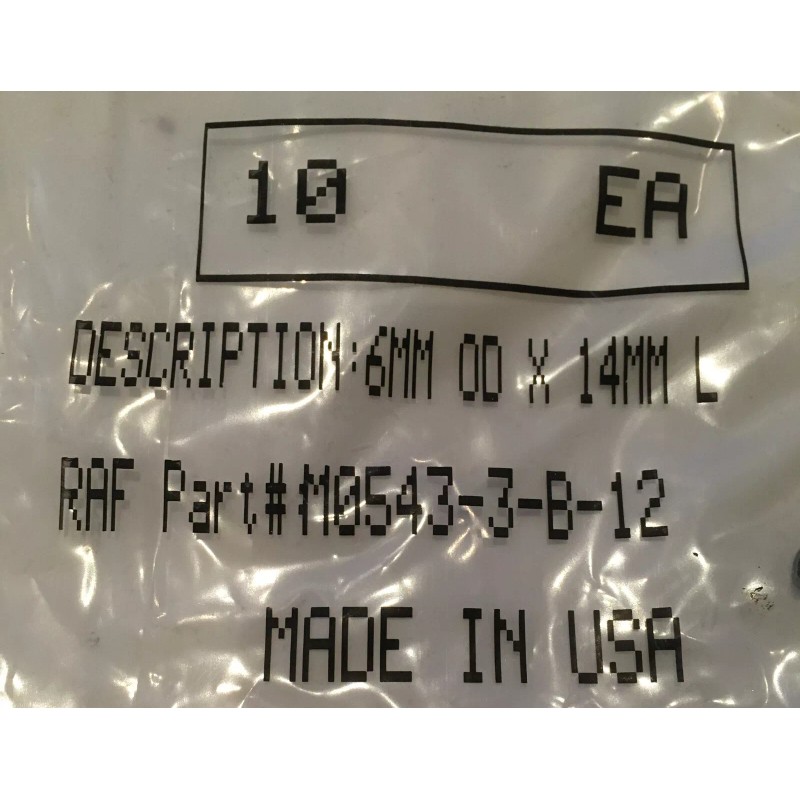 10 EA
DESCRIPTION:6MM OD X 14MM L
RAF Part#M0543-3-B-12
MADE IN USA